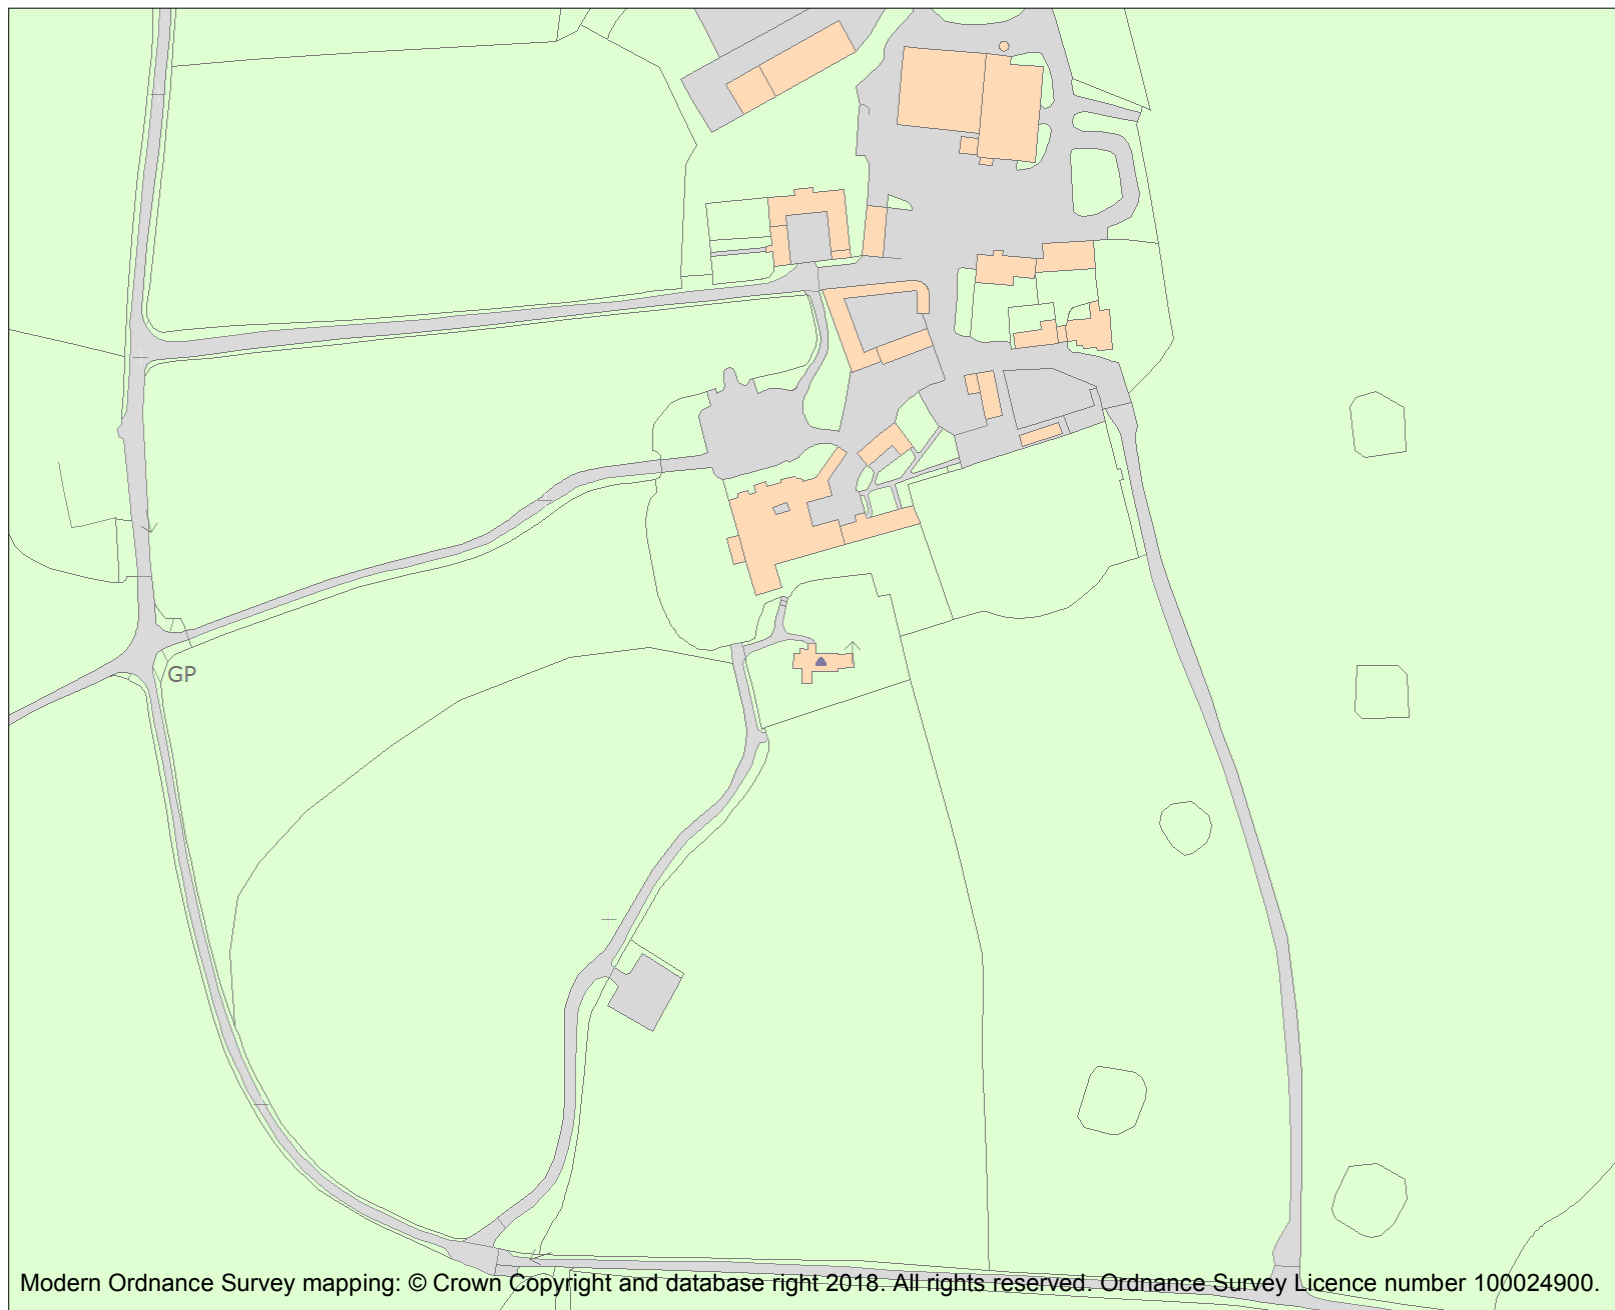 GP
Modern Ordnance Survey mapping: © Crown Copyright and database right 2018. All rights reserved. Ordnance Survey Licence number 100024900.